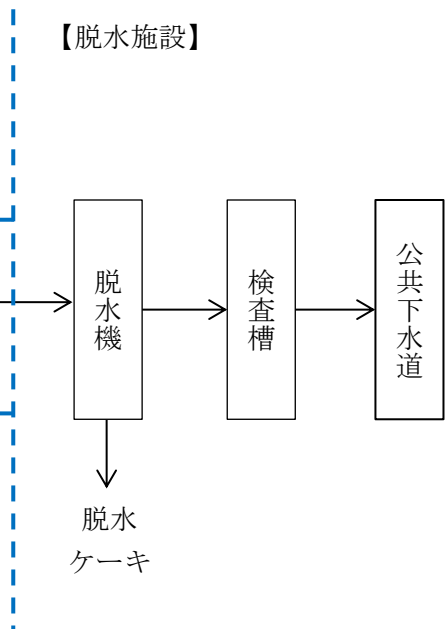 【脱水施設】
脱水機
検査槽
公共下水道
脱水
ケーキ